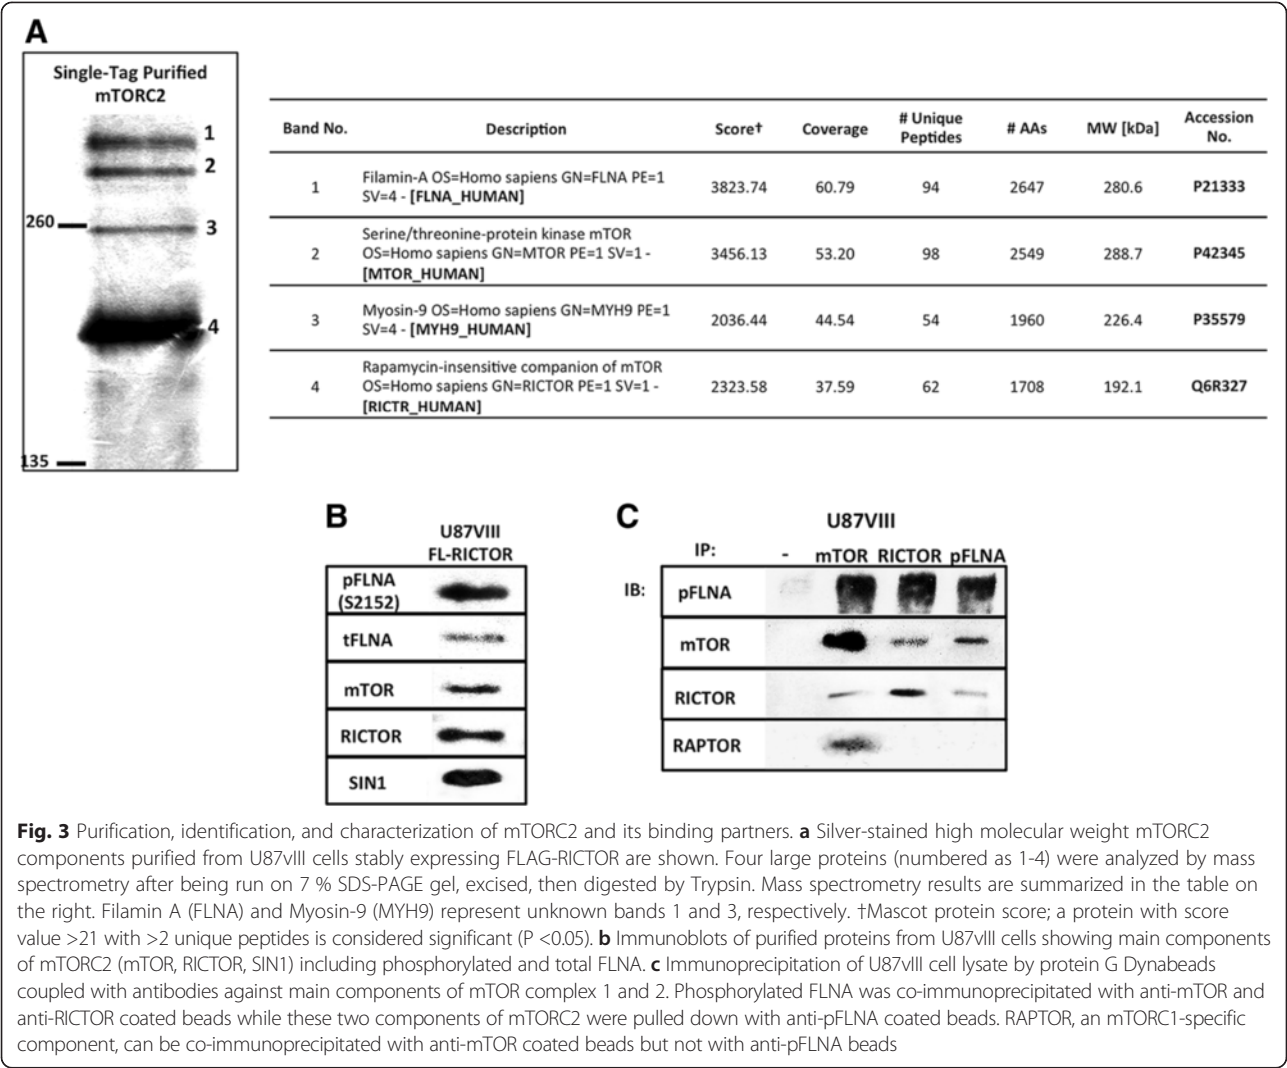 A
Single-Tag Purified
mTORC2
1
2
260
3
4
135
Band No.
Description
Score†
Coverage
# Unique
Peptides
# AAs
MW [kDa]
Accession
No.
1
Filamin-A OS=Homo sapiens GN=FLNA PE=1
SV=4 - [FLNA_HUMAN]
3823.74
60.79
94
2647
280.6
P21333
2
Serine/threonine-protein kinase mTOR
OS=Homo sapiens GN=MTOR PE=1 SV=1 -
[MTOR_HUMAN]
3456.13
53.20
98
2549
288.7
P42345
3
Myosin-9 OS=Homo sapiens GN=MYH9 PE=1
SV=4 - [MYH9_HUMAN]
2036.44
44.54
54
1960
226.4
P35579
4
Rapamycin-insensitive companion of mTOR
OS=Homo sapiens GN=RICTOR PE=1 SV=1 -
[RICTR_HUMAN]
2323.58
37.59
62
1708
192.1
Q6R327
B
U87VIII
FL-RICTOR
pFLNA
(S2152)
tFLNA
mTOR
RICTOR
SIN1
C
U87VIII
IP: - mTOR RICTOR pFLNA
IB:
pFLNA
mTOR
RICTOR
RAPTOR
Fig. 3 Purification, identification, and characterization of mTORC2 and its binding partners. a Silver-stained high molecular weight mTORC2
components purified from U87vIII cells stably expressing FLAG-RICTOR are shown. Four large proteins (numbered as 1-4) were analyzed by mass
spectrometry after being run on 7 % SDS-PAGE gel, excised, then digested by Trypsin. Mass spectrometry results are summarized in the table on
the right. Filamin A (FLNA) and Myosin-9 (MYH9) represent unknown bands 1 and 3, respectively. †Mascot protein score; a protein with score
value >21 with >2 unique peptides is considered significant (P <0.05). b Immunoblots of purified proteins from U87vIII cells showing main components
of mTORC2 (mTOR, RICTOR, SIN1) including phosphorylated and total FLNA. c Immunoprecipitation of U87vIII cell lysate by protein G Dynabeads
coupled with antibodies against main components of mTOR complex 1 and 2. Phosphorylated FLNA was co-immunoprecipitated with anti-mTOR and
anti-RICTOR coated beads while these two components of mTORC2 were pulled down with anti-pFLNA coated beads. RAPTOR, an mTORC1-specific
component, can be co-immunoprecipitated with anti-mTOR coated beads but not with anti-pFLNA beads